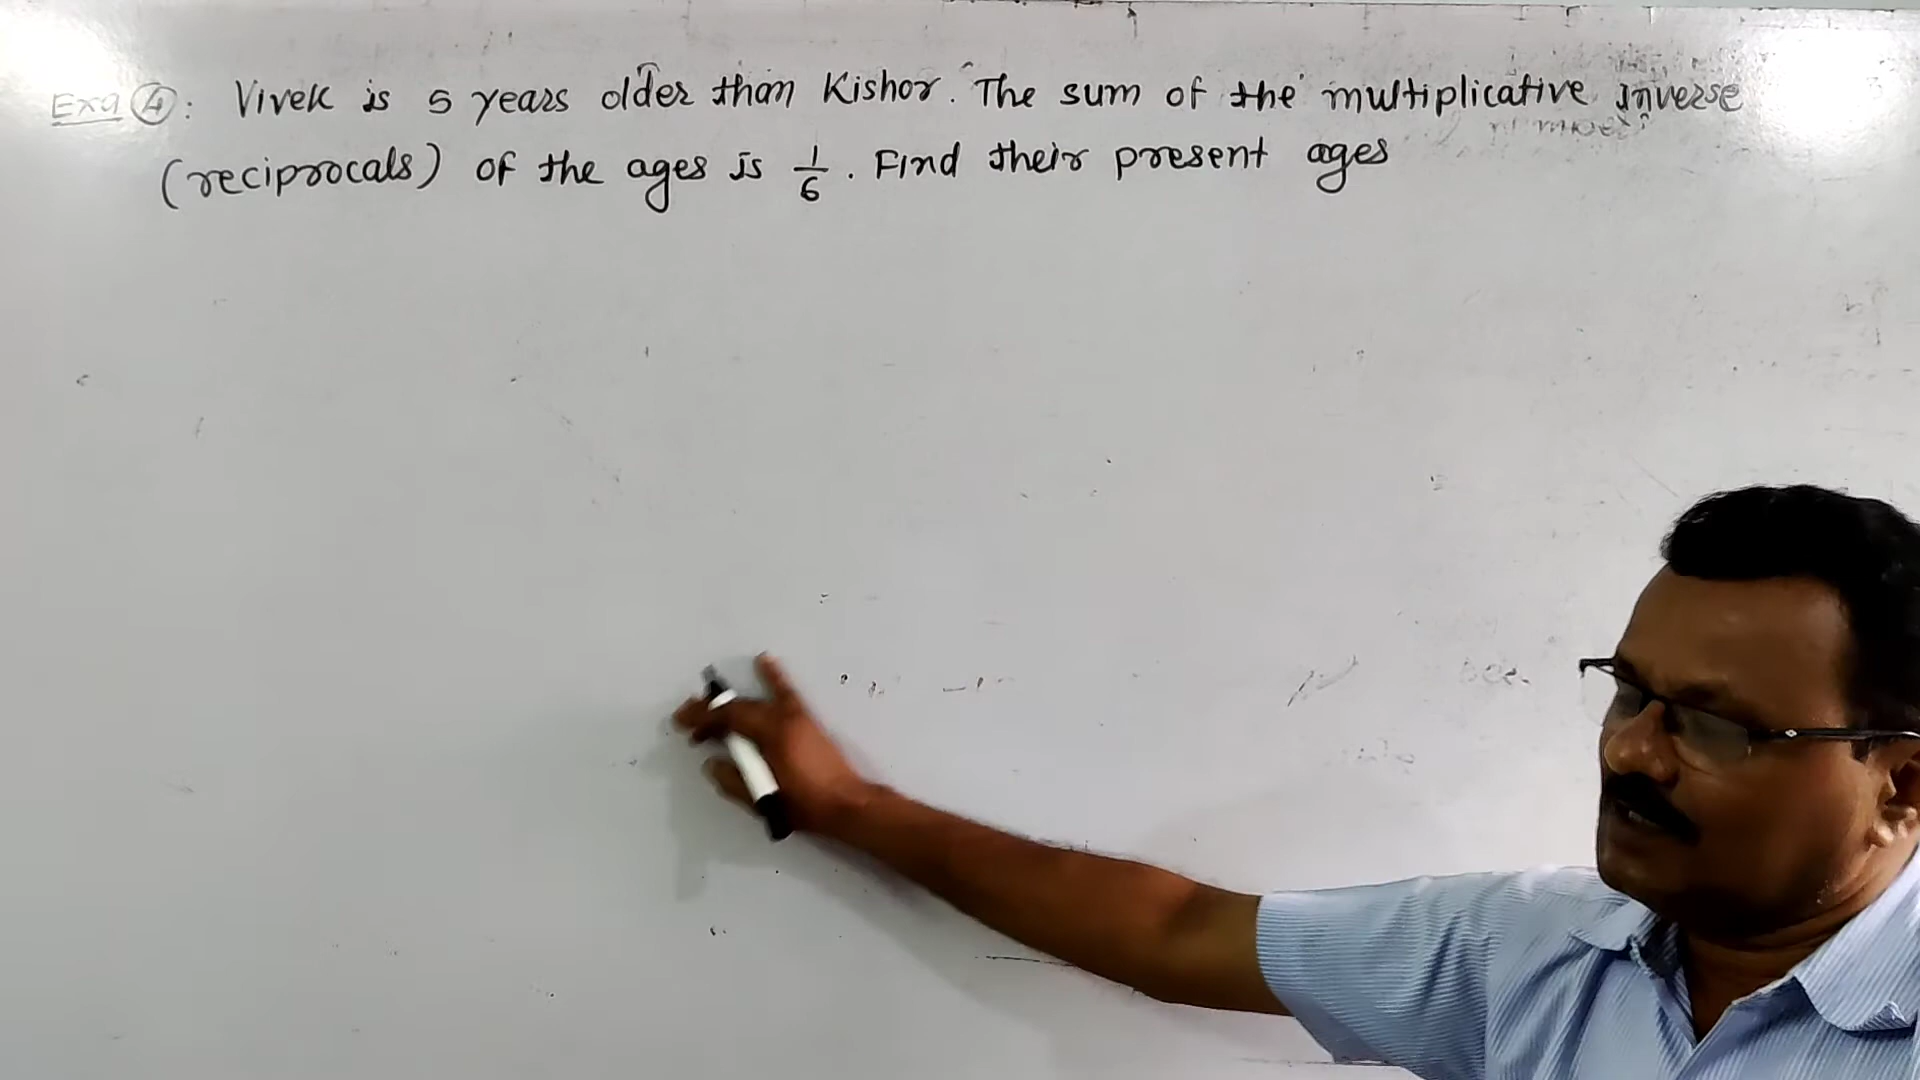 Exa ④: Vivek is 5 years older than Kishor. The sum of the multiplicative inverse
(reciprocals) of the ages is 1/6. Find their present ages